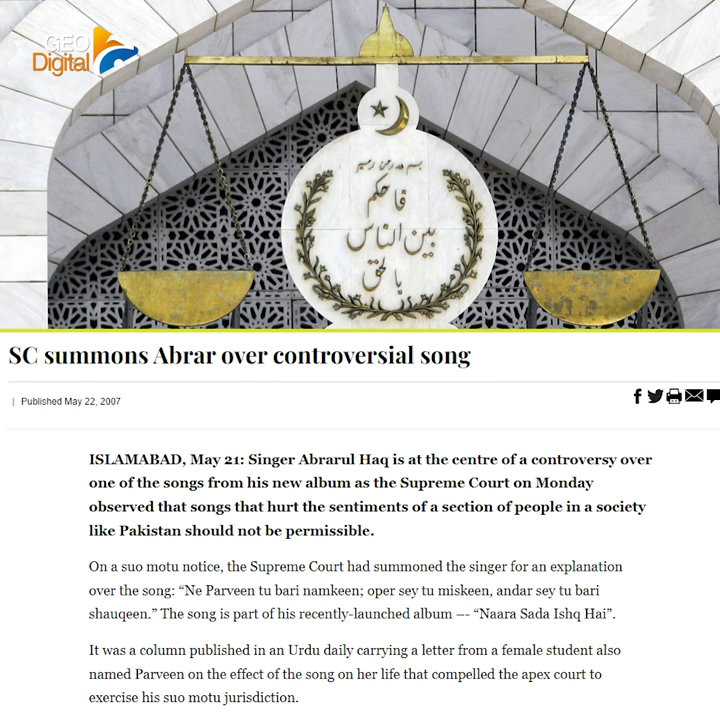 GEO
Digital
بسم الله الرحمن الرحيم
فاحكم
بين الناس
بالحق
SC summons Abrar over controversial song
| Published May 22, 2007
ISLAMABAD, May 21: Singer Abrarul Haq is at the centre of a controversy over
one of the songs from his new album as the Supreme Court on Monday
observed that songs that hurt the sentiments of a section of people in a society
like Pakistan should not be permissible.
On a suo motu notice, the Supreme Court had summoned the singer for an explanation
over the song: “Ne Parveen tu bari namkeen; oper sey tu miskeen, andar sey tu bari
shauqeen.” The song is part of his recently-launched album –- “Naara Sada Ishq Hai”.
It was a column published in an Urdu daily carrying a letter from a female student also
named Parveen on the effect of the song on her life that compelled the apex court to
exercise his suo motu jurisdiction.